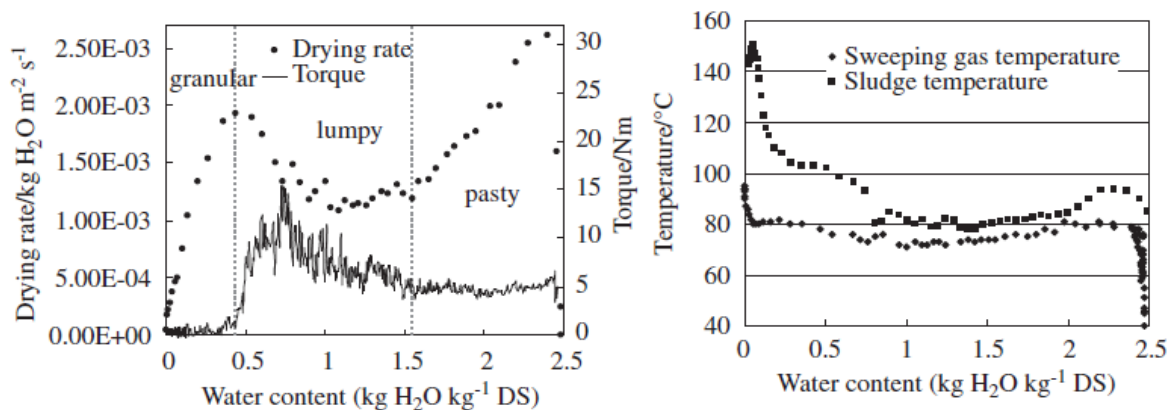 Drying rate/kg H₂O m⁻² s⁻¹
2.50E-03
2.00E-03
1.50E-03
1.00E-03
5.00E-04
0.00E+00
Drying rate
granular
Torque
lumpy
pasty
30
25
20
15
10
5
0
Torque/Nm
0 0.5 1 1.5 2 2.5
Water content (kg H₂O kg⁻¹ DS)
Temperature/°C
160
140
120
100
80
60
40
Sweeping gas temperature
Sludge temperature
0 0.5 1 1.5 2 2.5
Water content (kg H₂O kg⁻¹ DS)